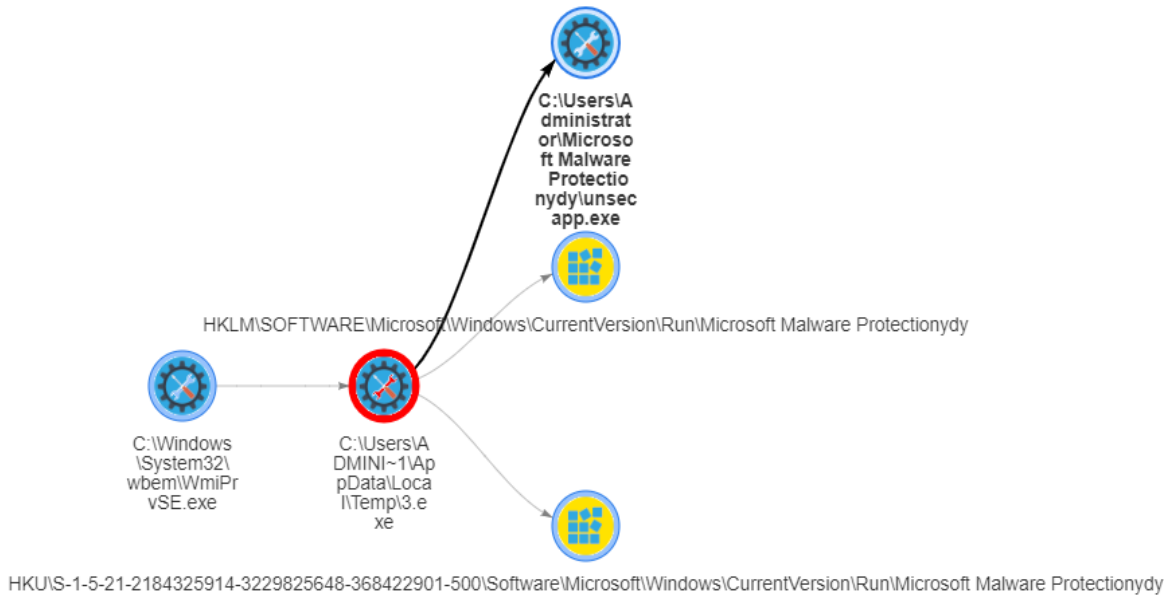 C:\Users\A
dministrat
or\Microso
ft Malware
Protectio
nydy\unsec
app.exe
HKLM\SOFTWARE\Microsoft\Windows\CurrentVersion\Run\Microsoft Malware Protectionydy
C:\Windows
\System32\
wbem\WmiPr
vSE.exe
C:\Users\A
DMINI~1\Ap
pData\Loca
l\Temp\3.e
xe
HKU\S-1-5-21-2184325914-3229825648-368422901-500\Software\Microsoft\Windows\CurrentVersion\Run\Microsoft Malware Protectionydy